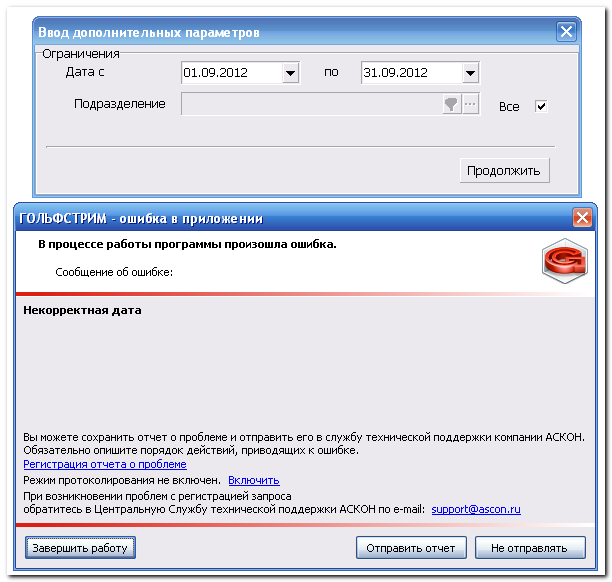 Ввод дополнительных параметров
Ограничения
Дата с 01.09.2012 по 31.09.2012
Подразделение ... Все
Продолжить
ГОЛЬФСТРИМ - ошибка в приложении
В процессе работы программы произошла ошибка.
Сообщение об ошибке:
Некорректная дата
Вы можете сохранить отчет о проблеме и отправить его в службу технической поддержки компании АСКОН.
Обязательно опишите порядок действий, приводящих к ошибке.
Регистрация отчета о проблеме
Режим протоколирования не включен. Включить
При возникновении проблем с регистрацией запроса
обратитесь в Центральную Службу технической поддержки АСКОН по e-mail: support@ascon.ru
Завершить работу Отправить отчет Не отправлять